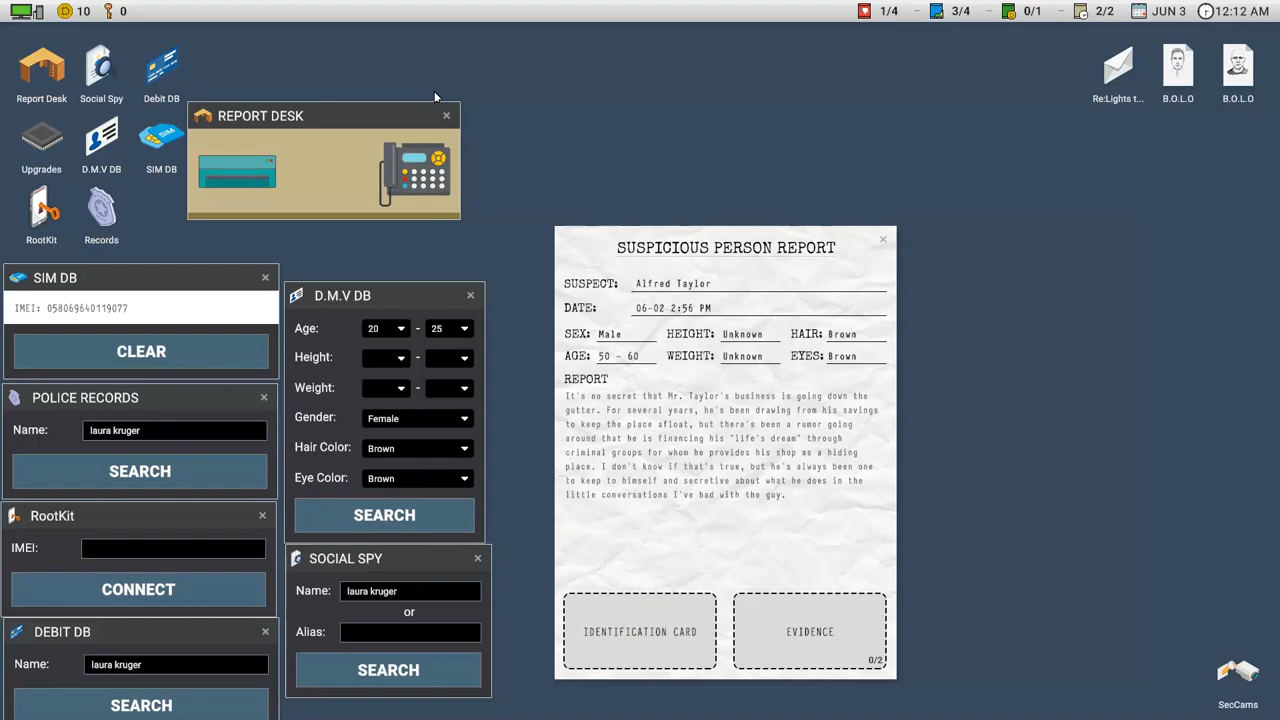 10
0
1/4
3/4
0/1
2/2
JUN 3
12:12 AM
Report Desk
Social Spy
Debit DB
Upgrades
D.M.V DB
SIM DB
RootKit
Records
Re:Lights t...
B.O.L.O
B.O.L.O
REPORT DESK
SIM DB
IMEI: 058069640119077
CLEAR
POLICE RECORDS
Name: laura kruger
SEARCH
RootKit
IMEI:
CONNECT
DEBIT DB
Name: laura kruger
SEARCH
D.M.V DB
Age: 20 - 25
Height: -
Weight: -
Gender: Female
Hair Color: Brown
Eye Color: Brown
SEARCH
SOCIAL SPY
Name: laura kruger
or
Alias:
SEARCH
SUSPICIOUS PERSON REPORT
SUSPECT: Alfred Taylor
DATE: 06-02 2:56 PM
SEX: Male HEIGHT: Unknown HAIR: Brown
AGE: 50 - 60 WEIGHT: Unknown EYES: Brown
REPORT
It's no secret that Mr. Taylor's business is going down the
gutter. For several years, he's been drawing from his savings
to keep the place afloat, but there's been a rumor going
around that he is financing his "life's dream" through
criminal groups for whom he provides his shop as a hiding
place. I don't know if that's true, but he's always been one
to keep to himself and secretive about what he does in the
little conversations I've had with the guy.
IDENTIFICATION CARD
EVIDENCE
0/2
SecCams